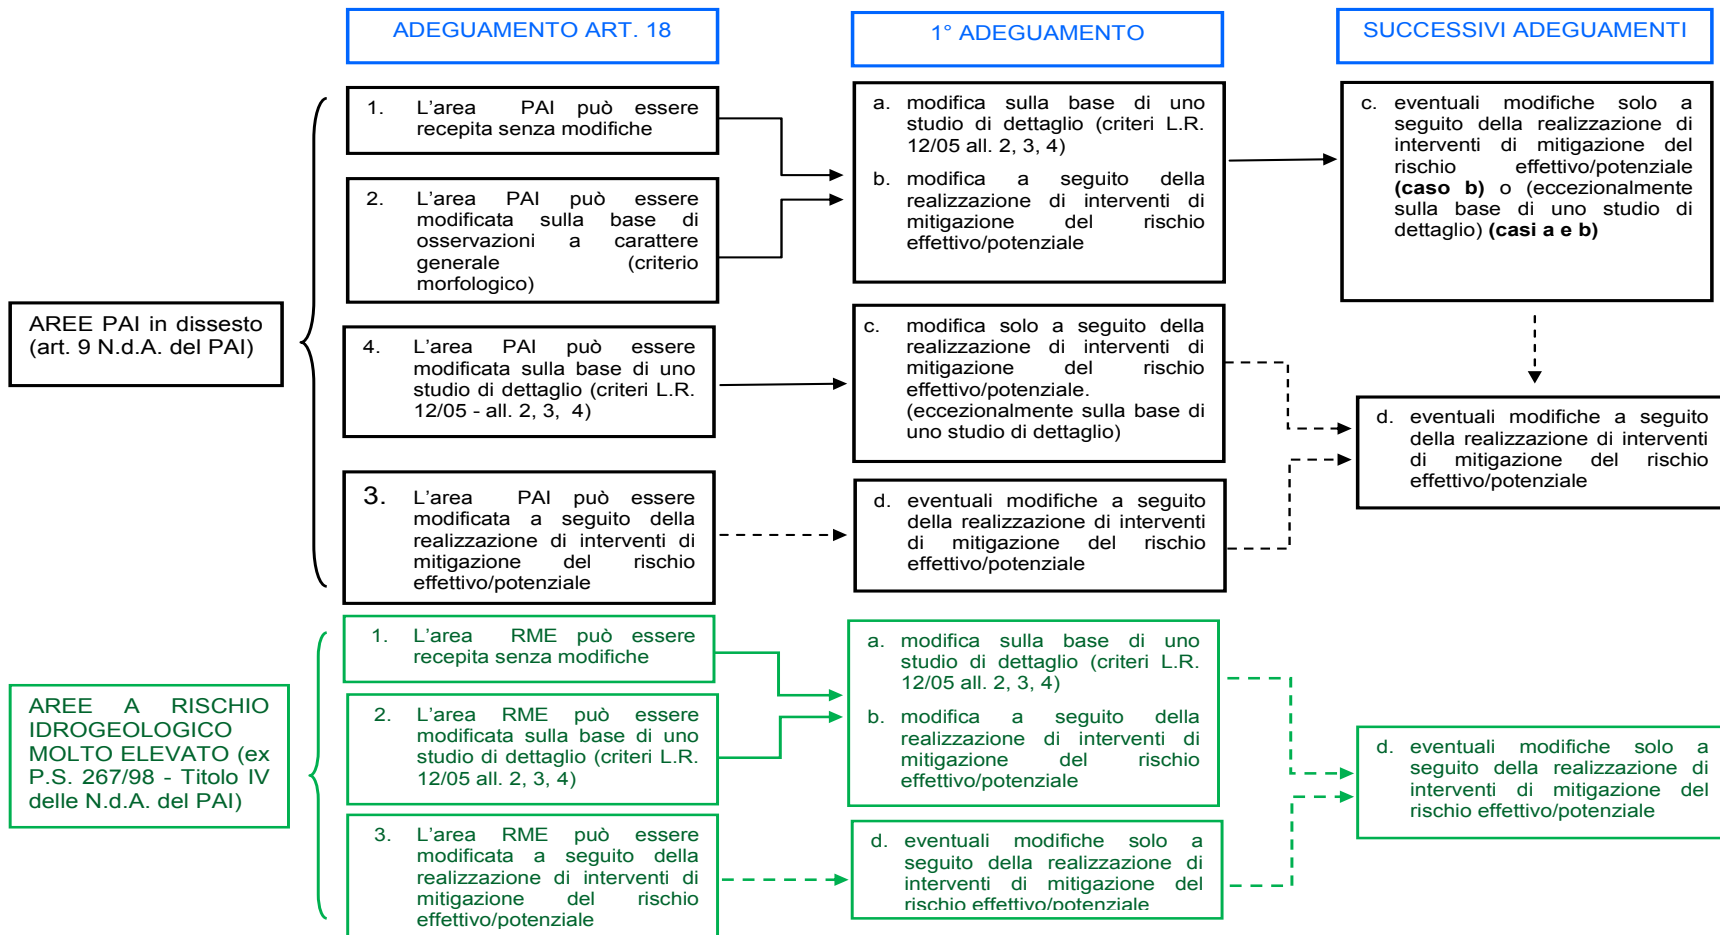 ADEGUAMENTO ART. 18
1° ADEGUAMENTO
SUCCESSIVI ADEGUAMENTI
AREE PAI in dissesto
(art. 9 N.d.A. del PAI)
1. L'area PAI può essere
recepita senza modifiche
2. L'area PAI può essere
modificata sulla base di
osservazioni a carattere
generale (criterio
morfologico)
4. L'area PAI può essere
modificata sulla base di uno
studio di dettaglio (criteri L.R.
12/05 - all. 2, 3, 4)
3. L'area PAI può essere
modificata a seguito della
realizzazione di interventi di
mitigazione del rischio
effettivo/potenziale
a. modifica sulla base di uno
studio di dettaglio (criteri L.R.
12/05 all. 2, 3, 4)
b. modifica a seguito della
realizzazione di interventi di
mitigazione del rischio
effettivo/potenziale
c. modifica solo a seguito della
realizzazione di interventi di
mitigazione del rischio
effettivo/potenziale.
(eccezionalmente sulla base di
uno studio di dettaglio)
d. eventuali modifiche a seguito
della realizzazione di interventi
di mitigazione del rischio
effettivo/potenziale
c. eventuali modifiche solo a
seguito della realizzazione di
interventi di mitigazione del
rischio effettivo/potenziale
(caso b) o (eccezionalmente
sulla base di uno studio di
dettaglio) (casi a e b)
d. eventuali modifiche a seguito
della realizzazione di interventi
di mitigazione del rischio
effettivo/potenziale
AREE A RISCHIO
IDROGEOLOGICO
MOLTO ELEVATO (ex
P.S. 267/98 - Titolo IV
delle N.d.A. del PAI)
1. L'area RME può essere
recepita senza modifiche
2. L'area RME può essere
modificata sulla base di uno
studio di dettaglio (criteri L.R.
12/05 all. 2, 3, 4)
3. L'area RME può essere
modificata a seguito della
realizzazione di interventi di
mitigazione del rischio
effettivo/potenziale
a. modifica sulla base di uno
studio di dettaglio (criteri L.R.
12/05 all. 2, 3, 4)
b. modifica a seguito della
realizzazione di interventi di
mitigazione del rischio
effettivo/potenziale
d. eventuali modifiche solo a
seguito della realizzazione di
interventi di mitigazione del
rischio effettivo/potenziale
d. eventuali modifiche solo a
seguito della realizzazione di
interventi di mitigazione del
rischio effettivo/potenziale